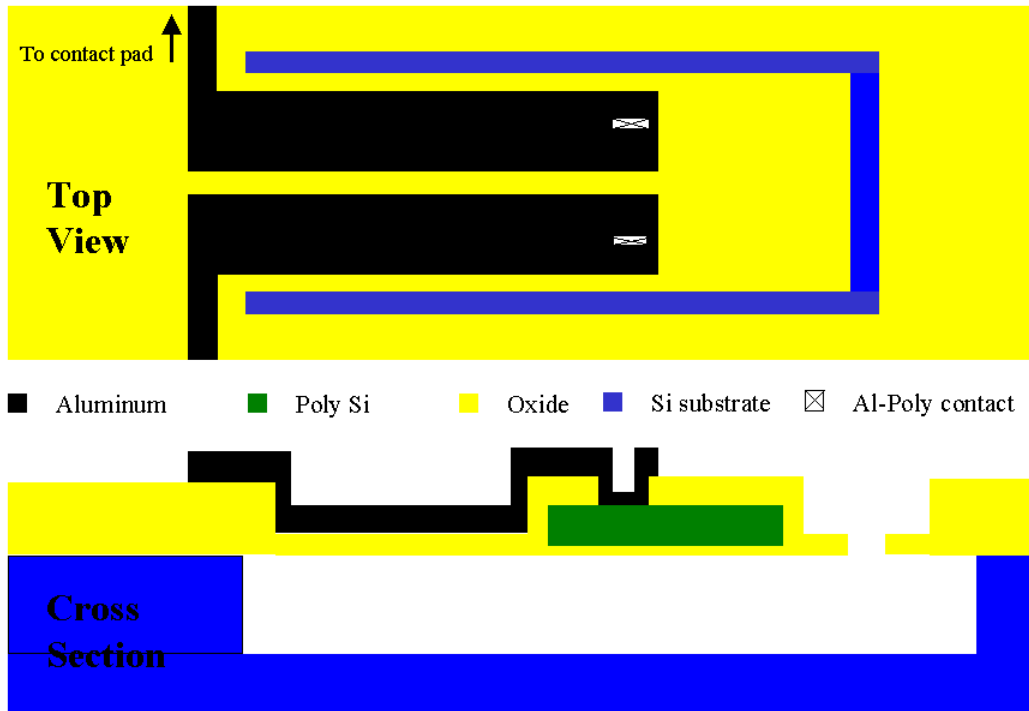 To contact pad
Top
View
Aluminum
Poly Si
Oxide
Si substrate
Al-Poly contact
Cross
Section